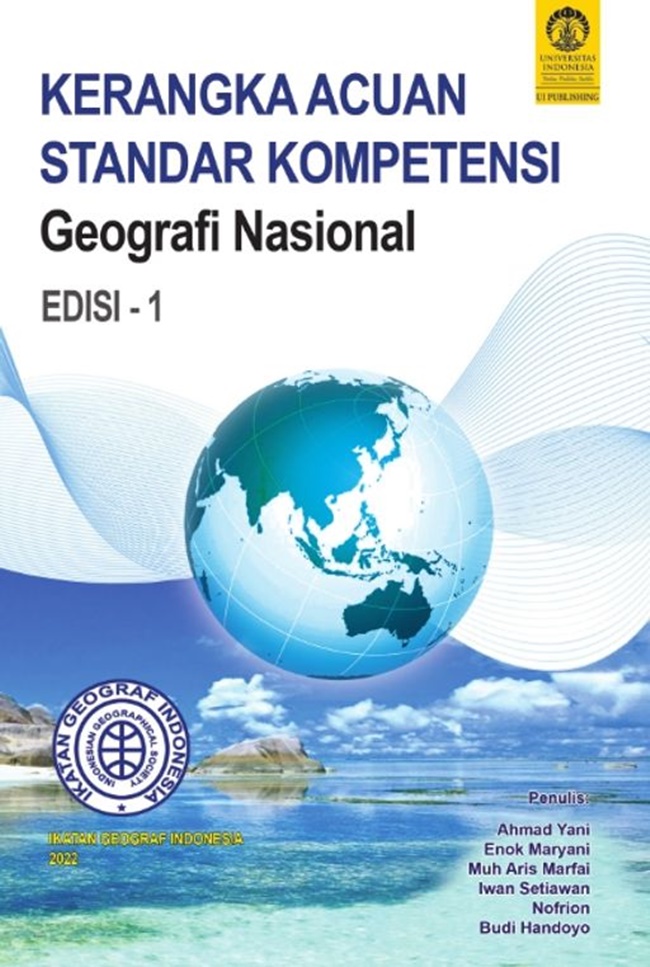 UNIVERSITAS
INDONESIA
UI PUBLISHING
KERANGKA ACUAN
STANDAR KOMPETENSI
Geografi Nasional
EDISI - 1
IKATAN GEOGRAF INDONESIA
INDONESIAN GEOGRAPHICAL SOCIETY
IKATAN GEOGRAF INDONESIA
2022
Penulis:
Ahmad Yani
Enok Maryani
Muh Aris Marfai
Iwan Setiawan
Nofrion
Budi Handoyo